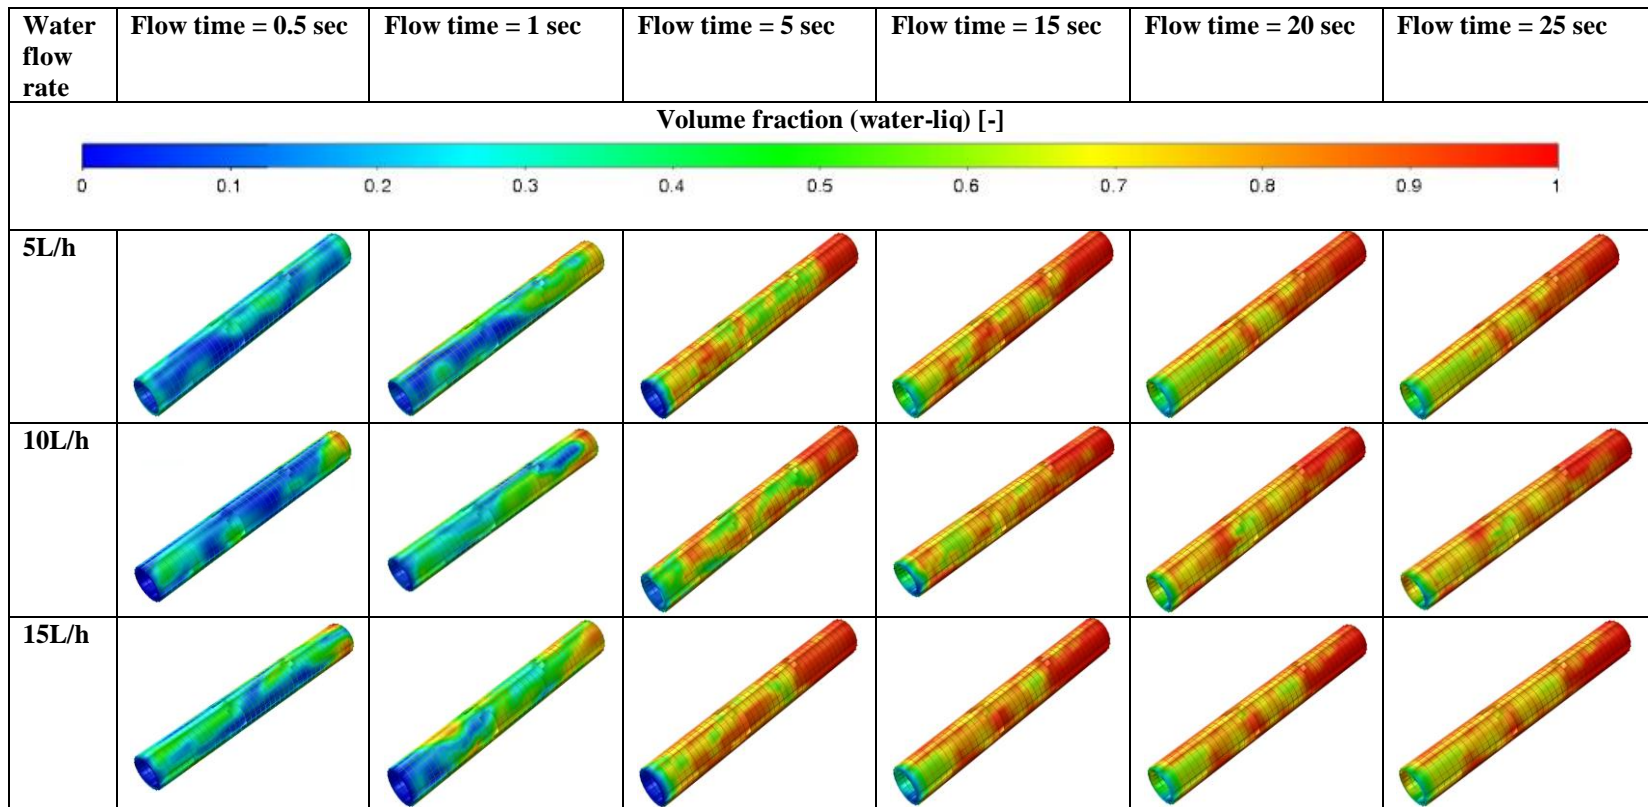 Water
flow
rate
Flow time = 0.5 sec
Flow time = 1 sec
Flow time = 5 sec
Flow time = 15 sec
Flow time = 20 sec
Flow time = 25 sec
Volume fraction (water-liq) [-]
0 0.1 0.2 0.3 0.4 0.5 0.6 0.7 0.8 0.9 1
5L/h
10L/h
15L/h